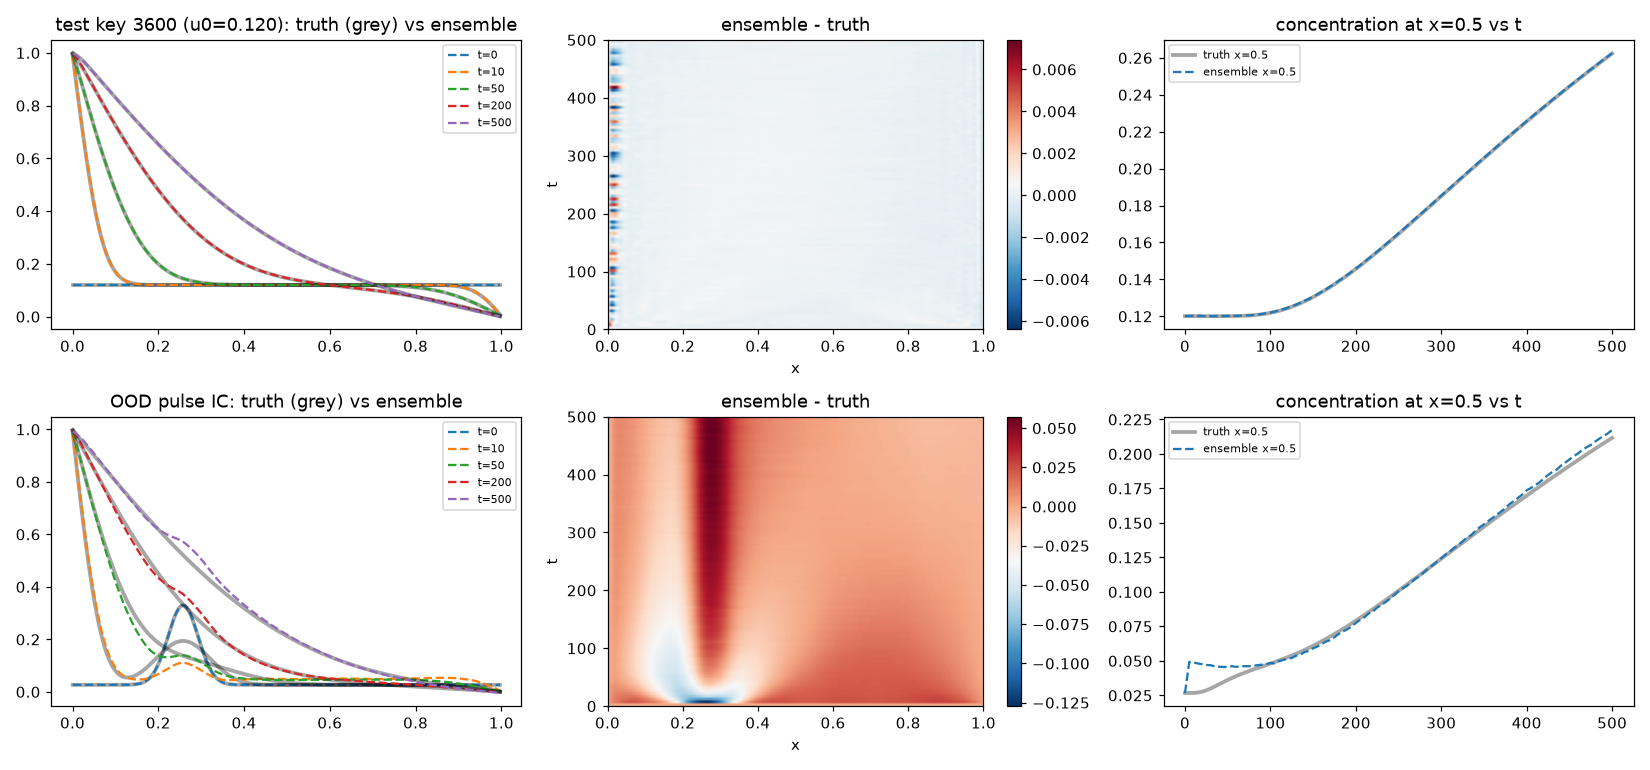 test key 3600 (u0=0.120): truth (grey) vs ensemble
1.0
0.8
0.6
0.4
0.2
0.0
t=0
t=10
t=50
t=200
t=500
0.0 0.2 0.4 0.6 0.8 1.0
ensemble - truth
500
400
300
200
100
0
t
0.0 0.2 0.4 0.6 0.8 1.0
x
0.006
0.004
0.002
0.000
−0.002
−0.004
−0.006
concentration at x=0.5 vs t
0.26
0.24
0.22
0.20
0.18
0.16
0.14
0.12
truth x=0.5
ensemble x=0.5
0 100 200 300 400 500
OOD pulse IC: truth (grey) vs ensemble
1.0
0.8
0.6
0.4
0.2
0.0
t=0
t=10
t=50
t=200
t=500
0.0 0.2 0.4 0.6 0.8 1.0
ensemble - truth
500
400
300
200
100
0
t
0.0 0.2 0.4 0.6 0.8 1.0
x
0.050
0.025
0.000
−0.025
−0.050
−0.075
−0.100
−0.125
concentration at x=0.5 vs t
0.225
0.200
0.175
0.150
0.125
0.100
0.075
0.050
0.025
truth x=0.5
ensemble x=0.5
0 100 200 300 400 500